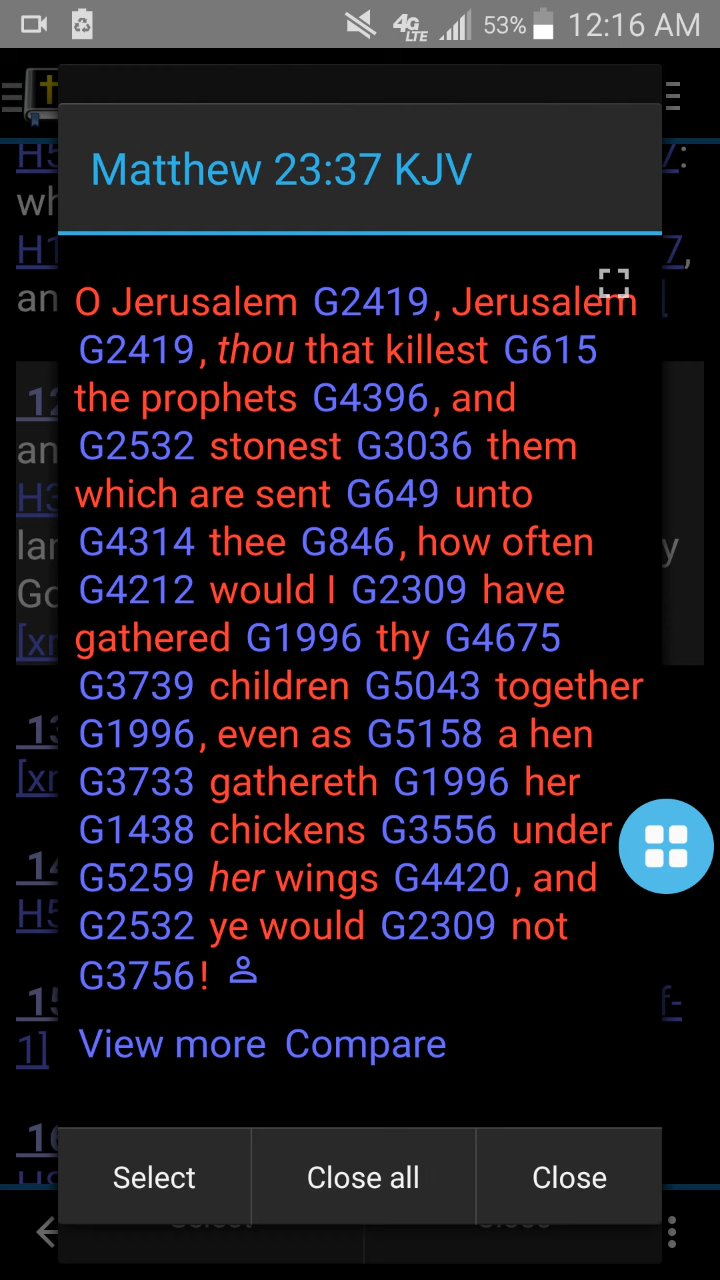 4G LTE 53% 12:16 AM
Matthew 23:37 KJV
O Jerusalem G2419, Jerusalem
G2419, thou that killest G615
the prophets G4396, and
G2532 stonest G3036 them
which are sent G649 unto
G4314 thee G846, how often
G4212 would I G2309 have
gathered G1996 thy G4675
G3739 children G5043 together
G1996, even as G5158 a hen
G3733 gathereth G1996 her
G1438 chickens G3556 under
G5259 her wings G4420, and
G2532 ye would G2309 not
G3756!
View more Compare
Select Close all Close